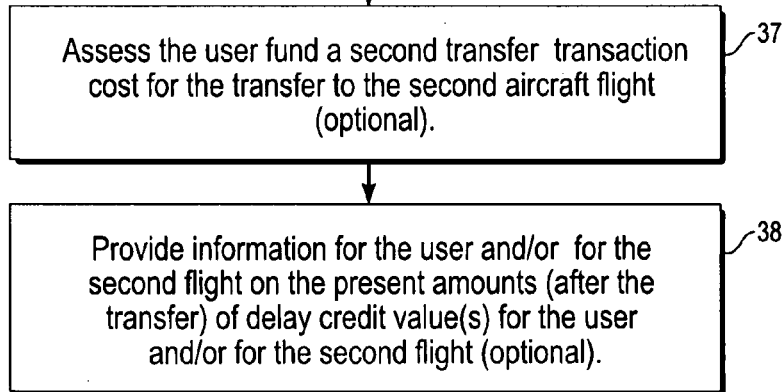 Assess the user fund a second transfer transaction
cost for the transfer to the second aircraft flight
(optional).
37
Provide information for the user and/or for the
second flight on the present amounts (after the
transfer) of delay credit value(s) for the user
and/or for the second flight (optional).
38